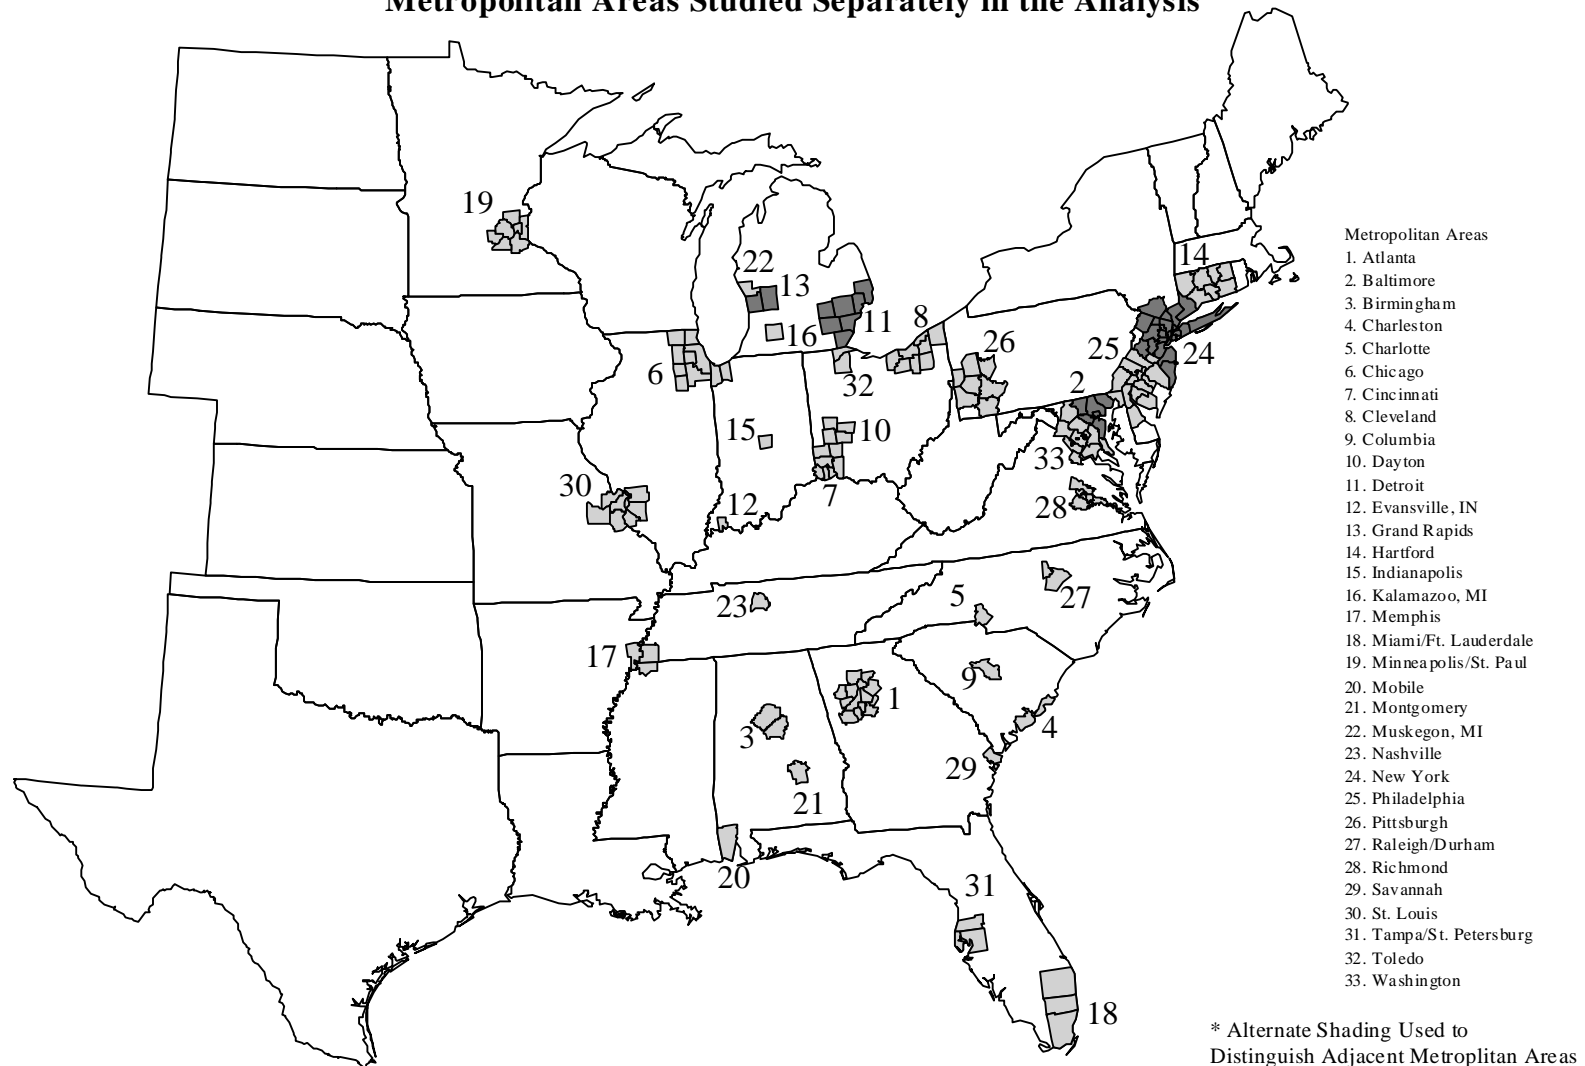 Metropolitan Areas Studied Separately in the Analysis
19
22
13
14
16
11
8
26
25
24
6
32
2
15
10
33
30
12
7
28
23
5
27
17
9
1
3
4
29
21
20
31
18
Metropolitan Areas
1. Atlanta
2. Baltimore
3. Birmingham
4. Charleston
5. Charlotte
6. Chicago
7. Cincinnati
8. Cleveland
9. Columbia
10. Dayton
11. Detroit
12. Evansville, IN
13. Grand Rapids
14. Hartford
15. Indianapolis
16. Kalamazoo, MI
17. Memphis
18. Miami/Ft. Lauderdale
19. Minneapolis/St. Paul
20. Mobile
21. Montgomery
22. Muskegon, MI
23. Nashville
24. New York
25. Philadelphia
26. Pittsburgh
27. Raleigh/Durham
28. Richmond
29. Savannah
30. St. Louis
31. Tampa/St. Petersburg
32. Toledo
33. Washington
* Alternate Shading Used to
Distinguish Adjacent Metroplitan Areas